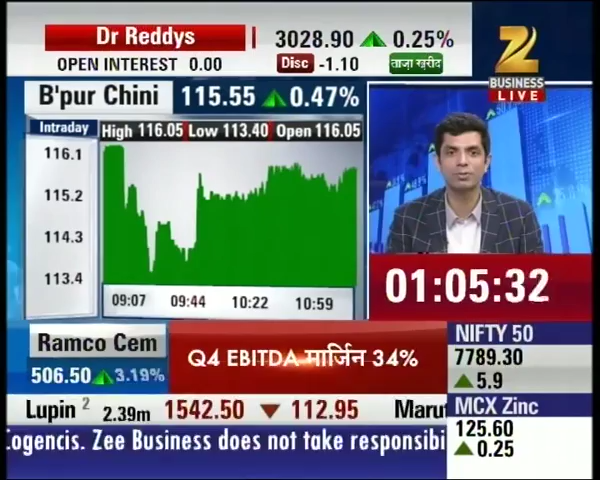 Dr Reddys
3028.90 0.25%
OPEN INTEREST 0.00
Disc -1.10 ताज़ा ख़रीद
Z
BUSINESS
LIVE
B'pur Chini 115.55 0.47%
Intraday
High 116.05 Low 113.40 Open 116.05
116.1
115.2
114.3
113.4
09:07 09:44 10:22 10:59
01:05:32
Ramco Cem
506.50 3.19%
Q4 EBITDA मार्जिन 34%
NIFTY 50
7789.30
5.9
Lupin 2 2.39m 1542.50 112.95 Marut
MCX Zinc
125.60
0.25
Cogencis. Zee Business does not take responsibi